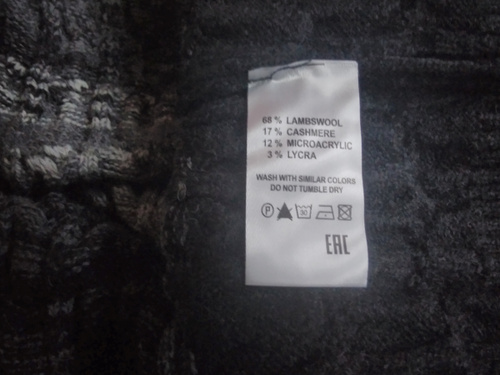 68 % LAMBSWOOL
17 % CASHMERE
12 % MICROACRYLIC
3 % LYCRA
WASH WITH SIMILAR COLORS
DO NOT TUMBLE DRY
P
EAC